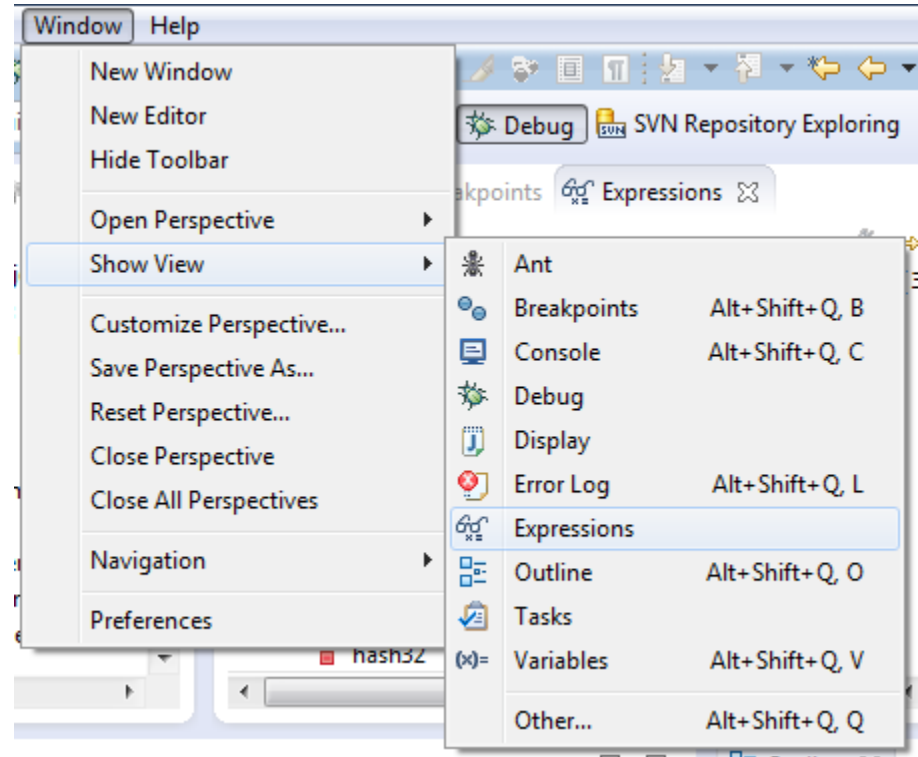 Window Help
New Window
New Editor
Hide Toolbar
Open Perspective
Show View
Customize Perspective...
Save Perspective As...
Reset Perspective...
Close Perspective
Close All Perspectives
Navigation
Preferences
Debug SVN Repository Exploring
akpoints Expressions
Ant
Breakpoints Alt+Shift+Q, B
Console Alt+Shift+Q, C
Debug
Display
Error Log Alt+Shift+Q, L
Expressions
Outline Alt+Shift+Q, O
Tasks
(x)= Variables Alt+Shift+Q, V
Other... Alt+Shift+Q, Q
hash32